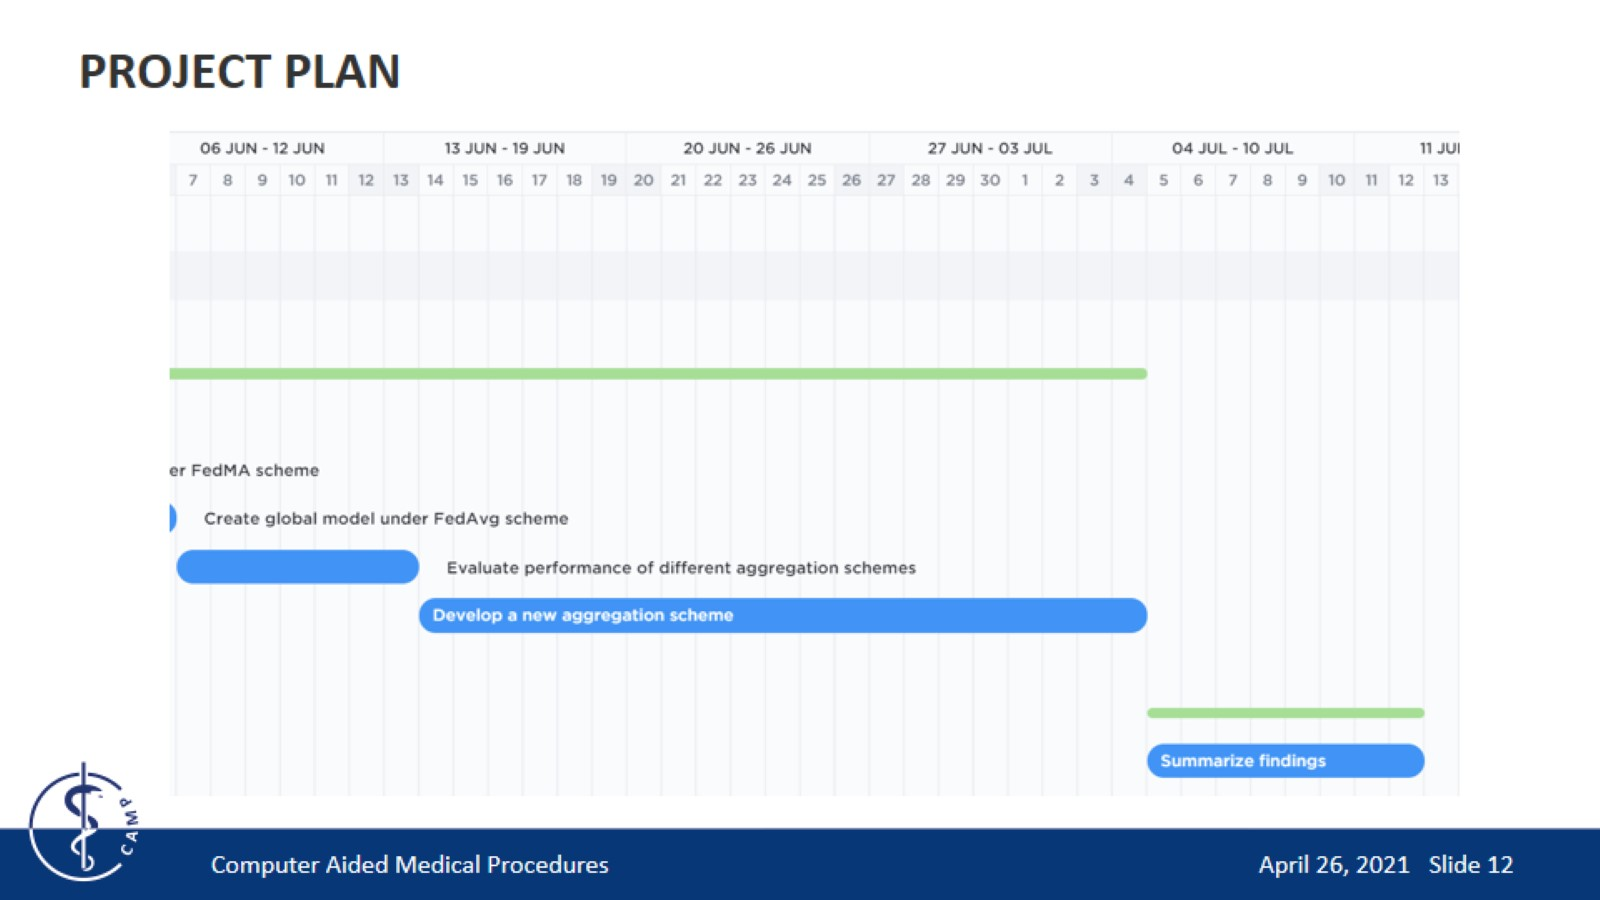 PROJECT PLAN
06 JUN - 12 JUN 13 JUN - 19 JUN 20 JUN - 26 JUN 27 JUN - 03 JUL 04 JUL - 10 JUL 11 JUI
7 8 9 10 11 12 13 14 15 16 17 18 19 20 21 22 23 24 25 26 27 28 29 30 1 2 3 4 5 6 7 8 9 10 11 12 13
er FedMA scheme
Create global model under FedAvg scheme
Evaluate performance of different aggregation schemes
Develop a new aggregation scheme
Summarize findings
CAMP
Computer Aided Medical Procedures April 26, 2021 Slide 12